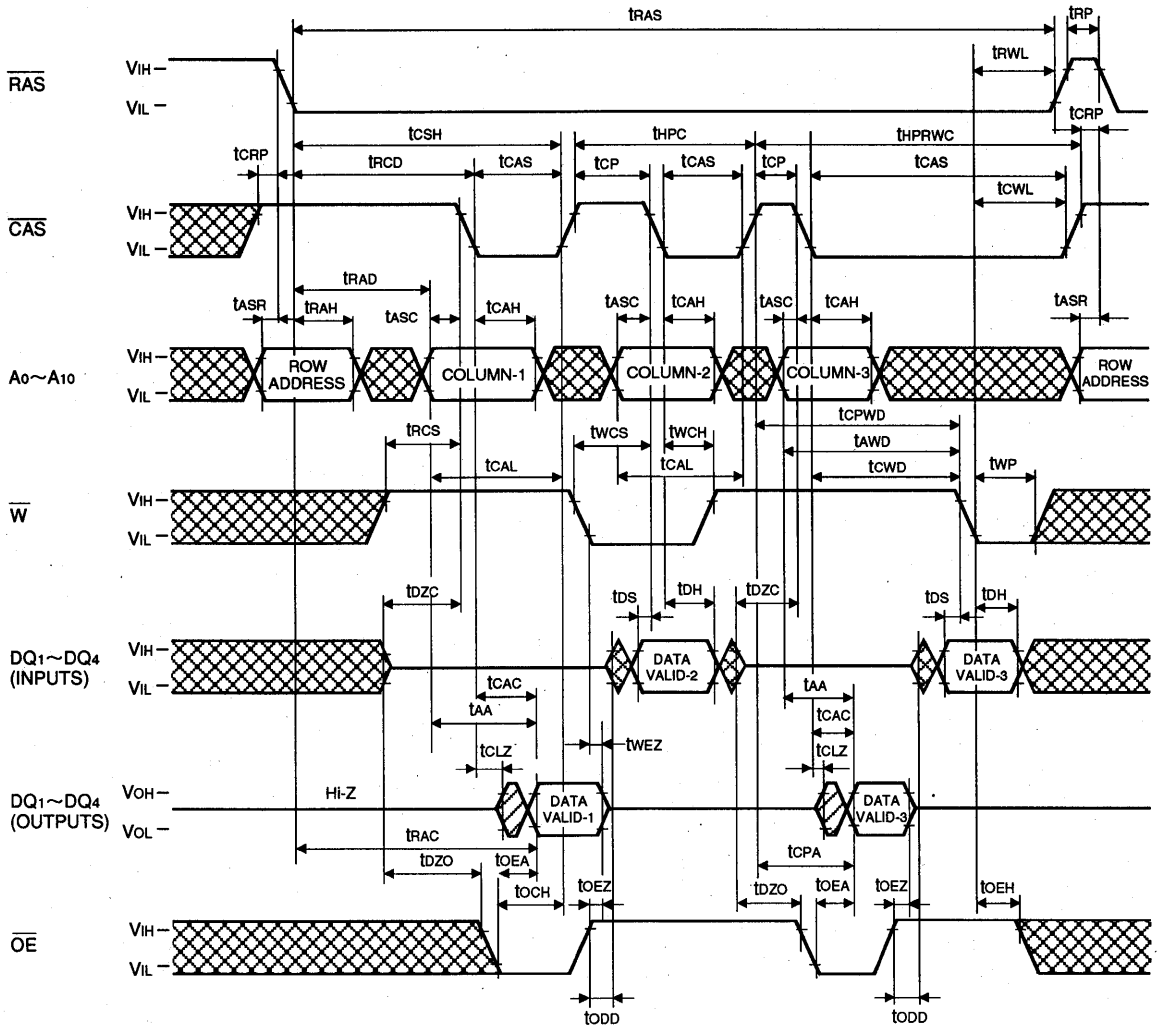 tRAS tRP
tRWL
RAS VIH
VIL
tCRP
tCSH tHPC tHPRWC
tCRP tRCD tCAS tCP tCAS tCP tCAS
tCWL
CAS VIH
VIL
tRAD
tASR tRAH tASC tCAH tASC tCAH tASC tCAH tASR
A0~A10 VIH
VIL
ROW ADDRESS COLUMN-1 COLUMN-2 COLUMN-3 ROW ADDRESS
tCPWD
tRCS tWCS tWCH tAWD
tCAL tCAL tCWD tWP
W VIH
VIL
tDZC tDS tDH tDZC tDS tDH
DQ1~DQ4 (INPUTS) VIH
VIL
DATA VALID-2 DATA VALID-3
tCAC tAA
tAA tWEZ tCAC
tCLZ tCLZ
DQ1~DQ4 (OUTPUTS) VOH
VOL
Hi-Z DATA VALID-1 DATA VALID-3
tRAC tCPA
tDZO tOEA tOEZ tDZO tOEA tOEZ tOEH
tOCH
OE VIH
VIL
tODD tODD